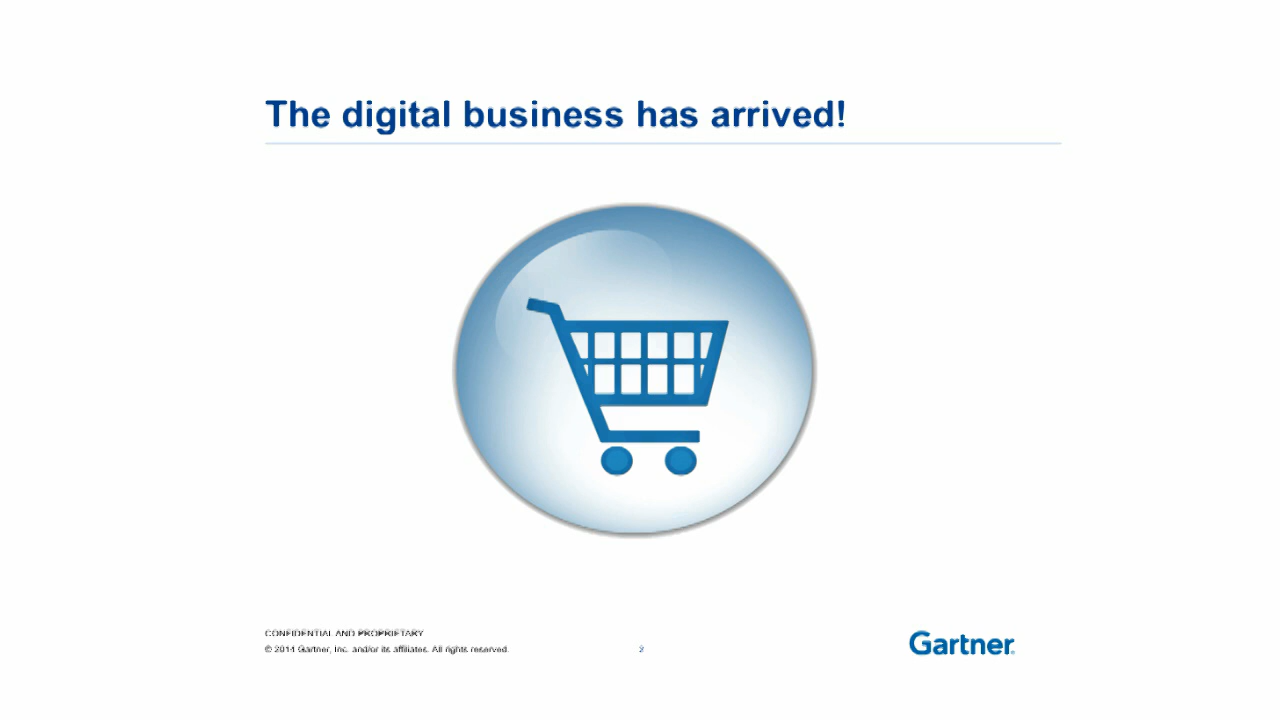 The digital business has arrived!
CONFIDENTIAL AND PROPRIETARY
© 2014 Gartner, Inc. and/or its affiliates. All rights reserved.
2
Gartner.